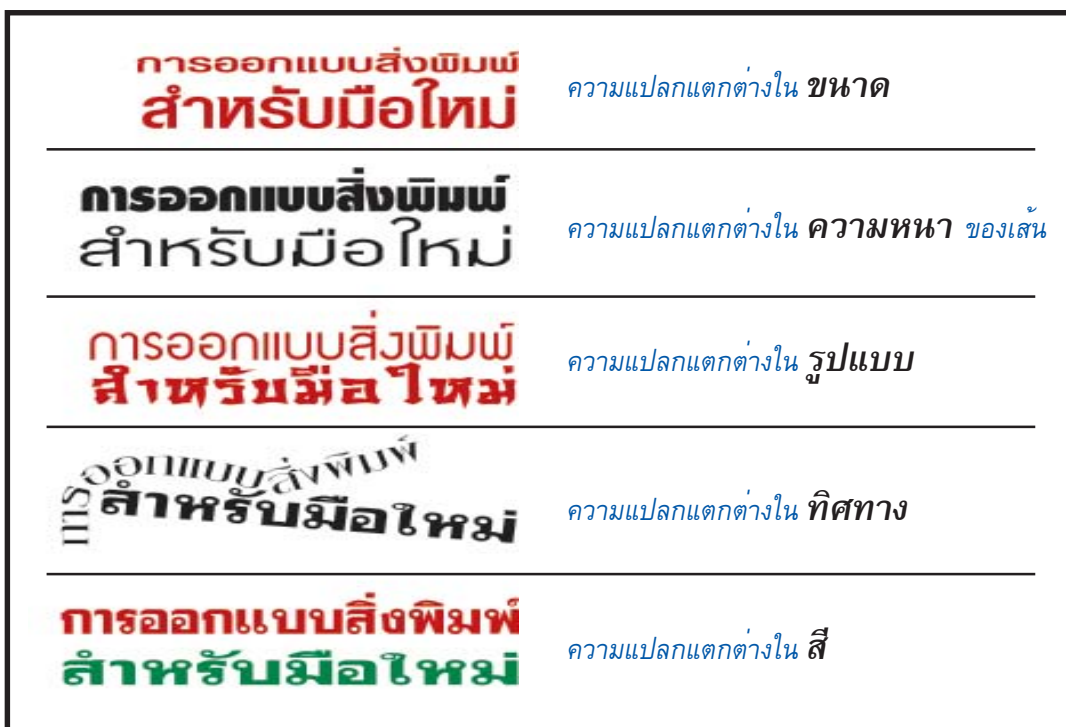 การออกแบบสิ่งพิมพ์
สำหรับมือใหม่
ความแปลกแตกต่างใน ขนาด
การออกแบบสิ่งพิมพ์
สำหรับมือใหม่
ความแปลกแตกต่างใน ความหนา ของเส้น
การออกแบบสิ่งพิมพ์
สำหรับมือใหม่
ความแปลกแตกต่างใน รูปแบบ
การออกแบบสิ่งพิมพ์
สำหรับมือใหม่
ความแปลกแตกต่างใน ทิศทาง
การออกแบบสิ่งพิมพ์
สำหรับมือใหม่
ความแปลกแตกต่างใน สี